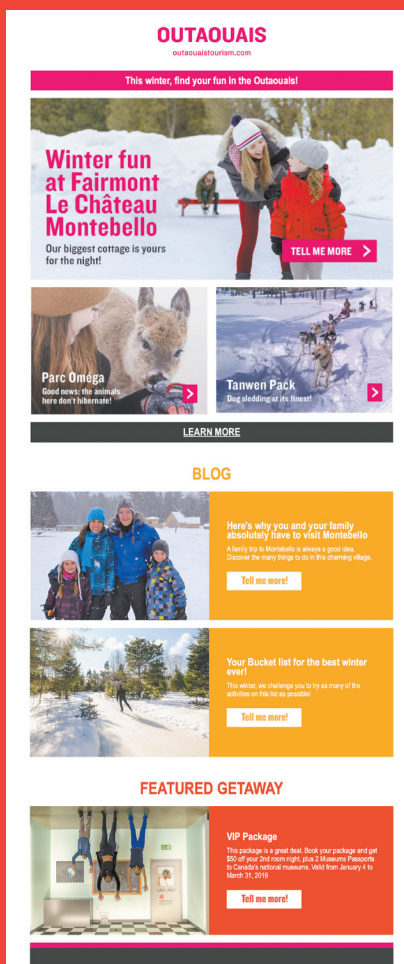 OUTAOUAIS
outaouaistourism.com
This winter, find your fun in the Outaouais!
Winter fun
at Fairmont
Le Château
Montebello
Our biggest cottage is yours
for the night!
TELL ME MORE
Parc Oméga
Good news: the animals
here don't hibernate!
Tanwen Pack
Dog sledding at its finest!
LEARN MORE
BLOG
Here's why you and your family
absolutely have to visit Montebello
A family trip to Montebello is always a good idea.
Discover the many things to do in this charming village.
Tell me more!
Your Bucket list for the best winter
ever!
This winter, we challenge you to try as many of the
activities on this list as possible!
Tell me more!
FEATURED GETAWAY
VIP Package
This package is a great deal. Book your package and get
$50 off your 2nd room night, plus 2 Museums Passports
to Canada's national museums. Valid from January 4 to
March 31, 2019
Tell me more!